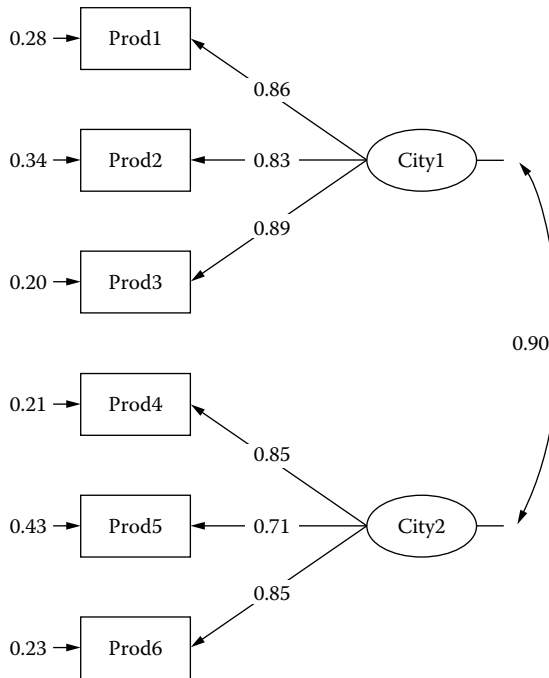 0.28 Prod1
0.86
0.34 Prod2 0.83 City1
0.89
0.20 Prod3
0.90
0.21 Prod4
0.85
0.43 Prod5 0.71 City2
0.85
0.23 Prod6